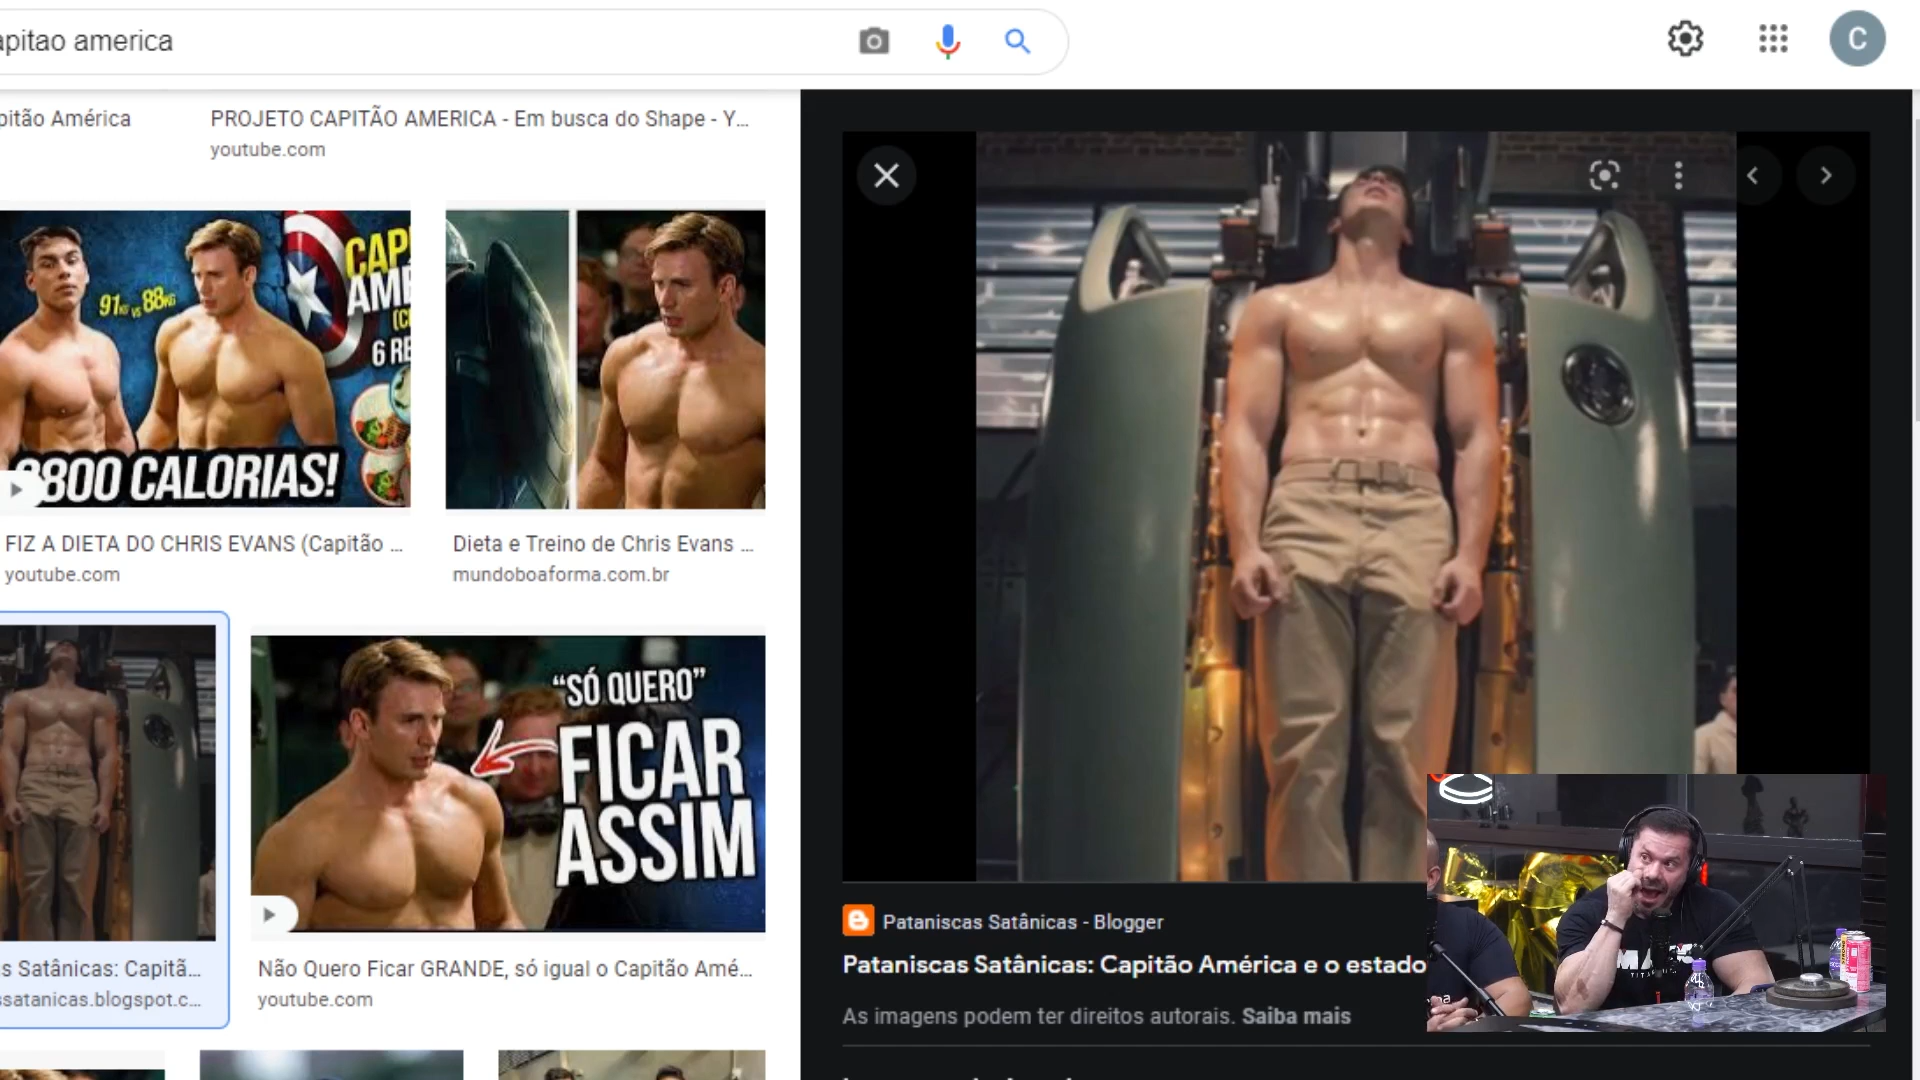 apitao america
C
pitão América
PROJETO CAPITÃO AMERICA - Em busca do Shape - Y...
youtube.com
91KG VS 88KG
CAP
AM
6 RE
8800 CALORIAS!
FIZ A DIETA DO CHRIS EVANS (Capitão ...
youtube.com
Dieta e Treino de Chris Evans ...
mundoboaforma.com.br
“SÓ QUERO”
FICAR
ASSIM
s Satânicas: Capitã...
ssatanicas.blogspot.c...
Não Quero Ficar GRANDE, só igual o Capitão Amé...
youtube.com
Pataniscas Satânicas - Blogger
Pataniscas Satânicas: Capitão América e o estado
As imagens podem ter direitos autorais. Saiba mais